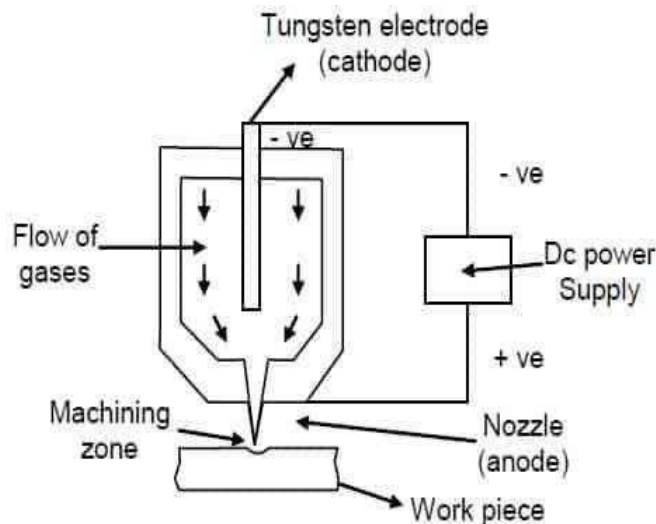 Tungsten electrode
(cathode)
- ve
- ve
Flow of
gases
Dc power
Supply
+ ve
Machining
zone
Nozzle
(anode)
Work piece